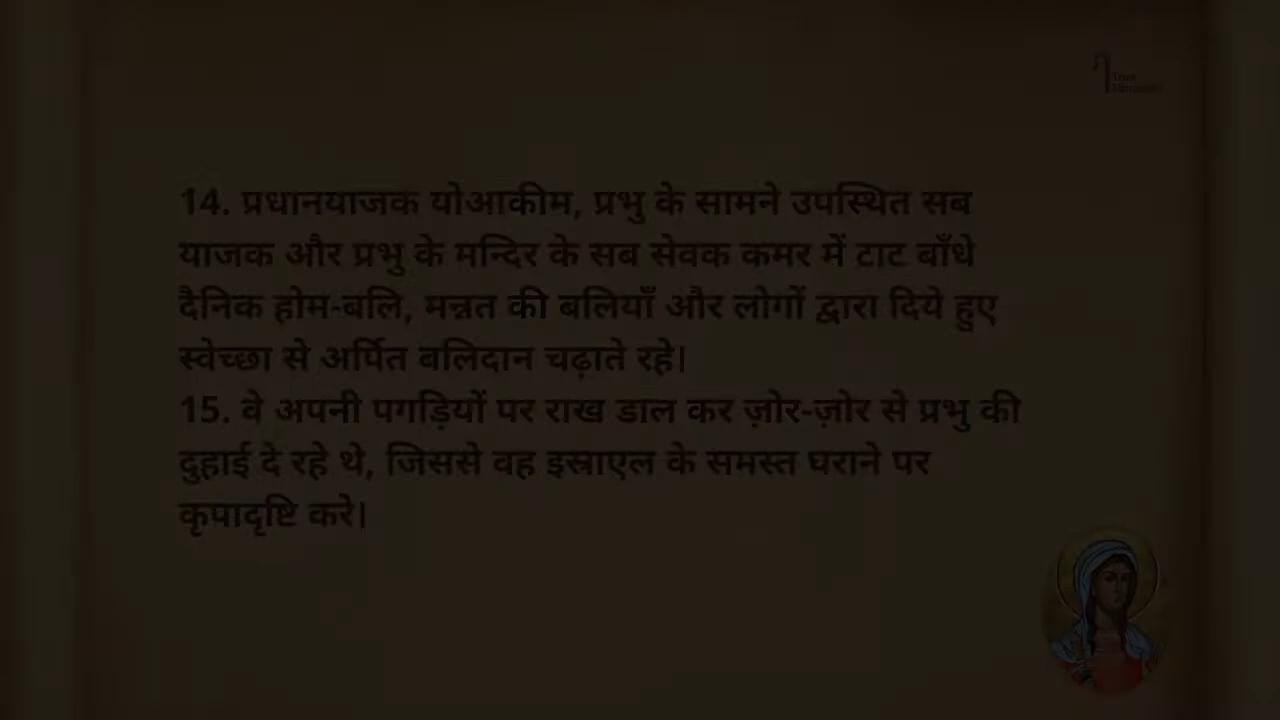 14. प्रधानयाजक योआकीम, प्रभु के सामने उपस्थित सब
याजक और प्रभु के मन्दिर के सब सेवक कमर में टाट बाँधे
दैनिक होम-बलि, मन्नत की बलियाँ और लोगों द्वारा दिये हुए
स्वेच्छा से अर्पित बलिदान चढ़ाते रहे।
15. वे अपनी पगड़ियों पर राख डाल कर ज़ोर-ज़ोर से प्रभु की
दुहाई दे रहे थे, जिससे वह इस्राएल के समस्त घराने पर
कृपादृष्टि करे।